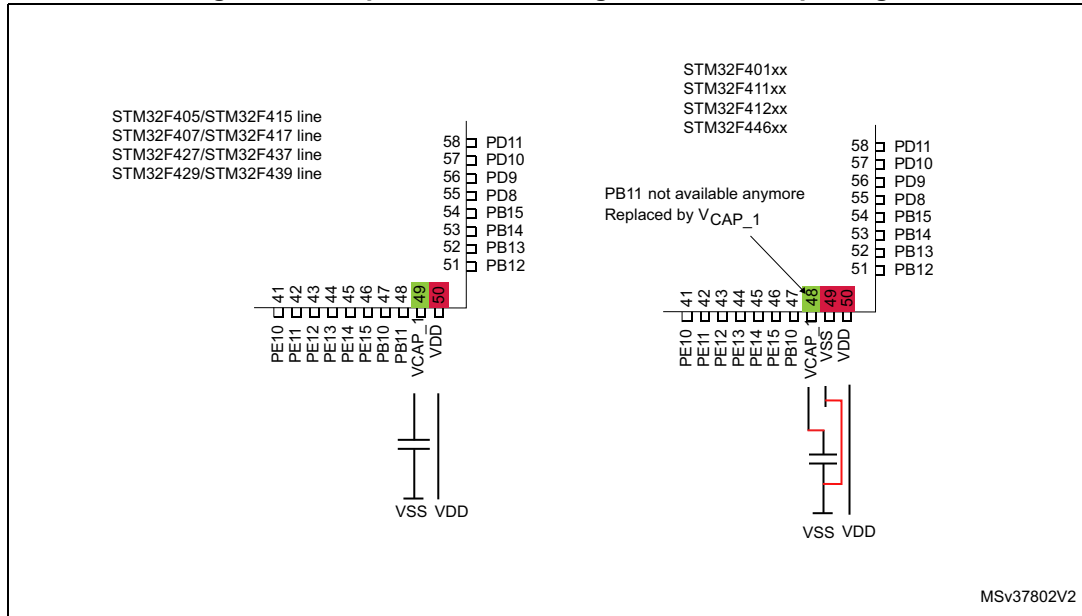 STM32F405/STM32F415 line
STM32F407/STM32F417 line
STM32F427/STM32F437 line
STM32F429/STM32F439 line
58 PD11
57 PD10
56 PD9
55 PD8
54 PB15
53 PB14
52 PB13
51 PB12
41 42 43 44 45 46 47 48 49 50
PE10 PE11 PE12 PE13 PE14 PE15 PB10 PB11 VCAP_1 VDD
VSS VDD
STM32F401xx
STM32F411xx
STM32F412xx
STM32F446xx
PB11 not available anymore
Replaced by VCAP_1
58 PD11
57 PD10
56 PD9
55 PD8
54 PB15
53 PB14
52 PB13
51 PB12
41 42 43 44 45 46 47 48 49 50
PE10 PE11 PE12 PE13 PE14 PE15 PB10 VCAP_1 VSS VDD
VSS VDD
MSv37802V2